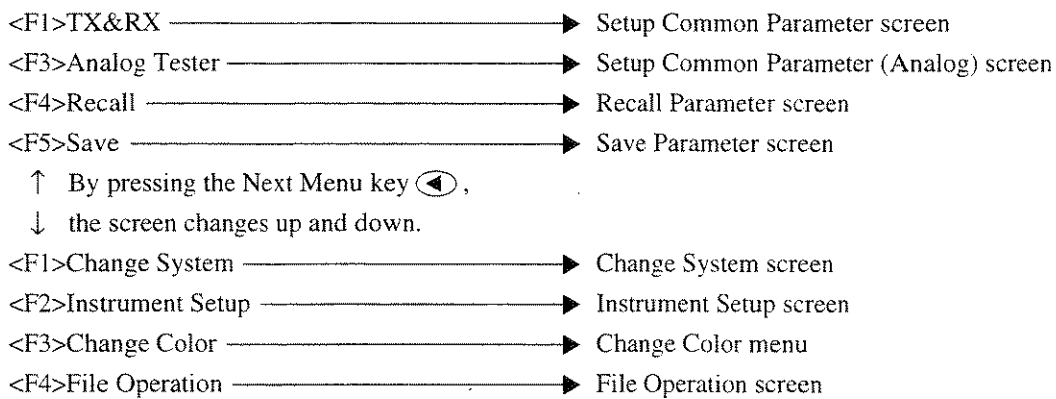 <F1>TX&RX → Setup Common Parameter screen
<F3>Analog Tester → Setup Common Parameter (Analog) screen
<F4>Recall → Recall Parameter screen
<F5>Save → Save Parameter screen
↑ By pressing the Next Menu key ◀,
↓ the screen changes up and down.
<F1>Change System → Change System screen
<F2>Instrument Setup → Instrument Setup screen
<F3>Change Color → Change Color menu
<F4>File Operation → File Operation screen